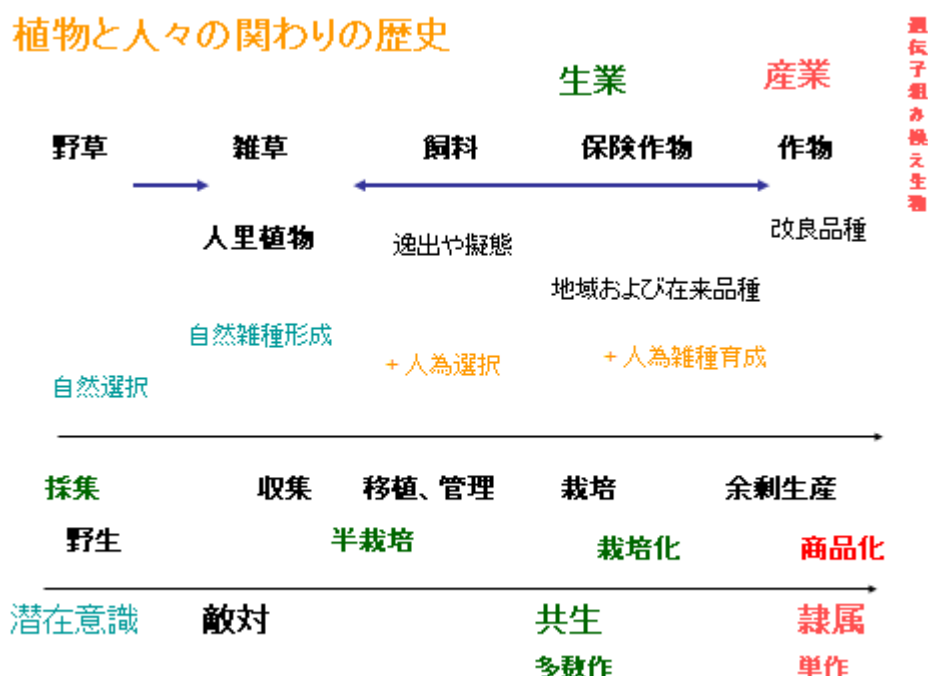 植物と人々の関わりの歴史
遺伝子組み換え生物
生業 産業
野草 雑草 飼料 保険作物 作物
人里植物 逸出や擬態 改良品種
地域および在来品種
自然雑種形成
自然選択 +人為選択 +人為雑種育成
採集 収集 移植、管理 栽培 余剰生産
野生 半栽培 栽培化 商品化
潜在意識 敵対 共生 隷属
多数作 単作